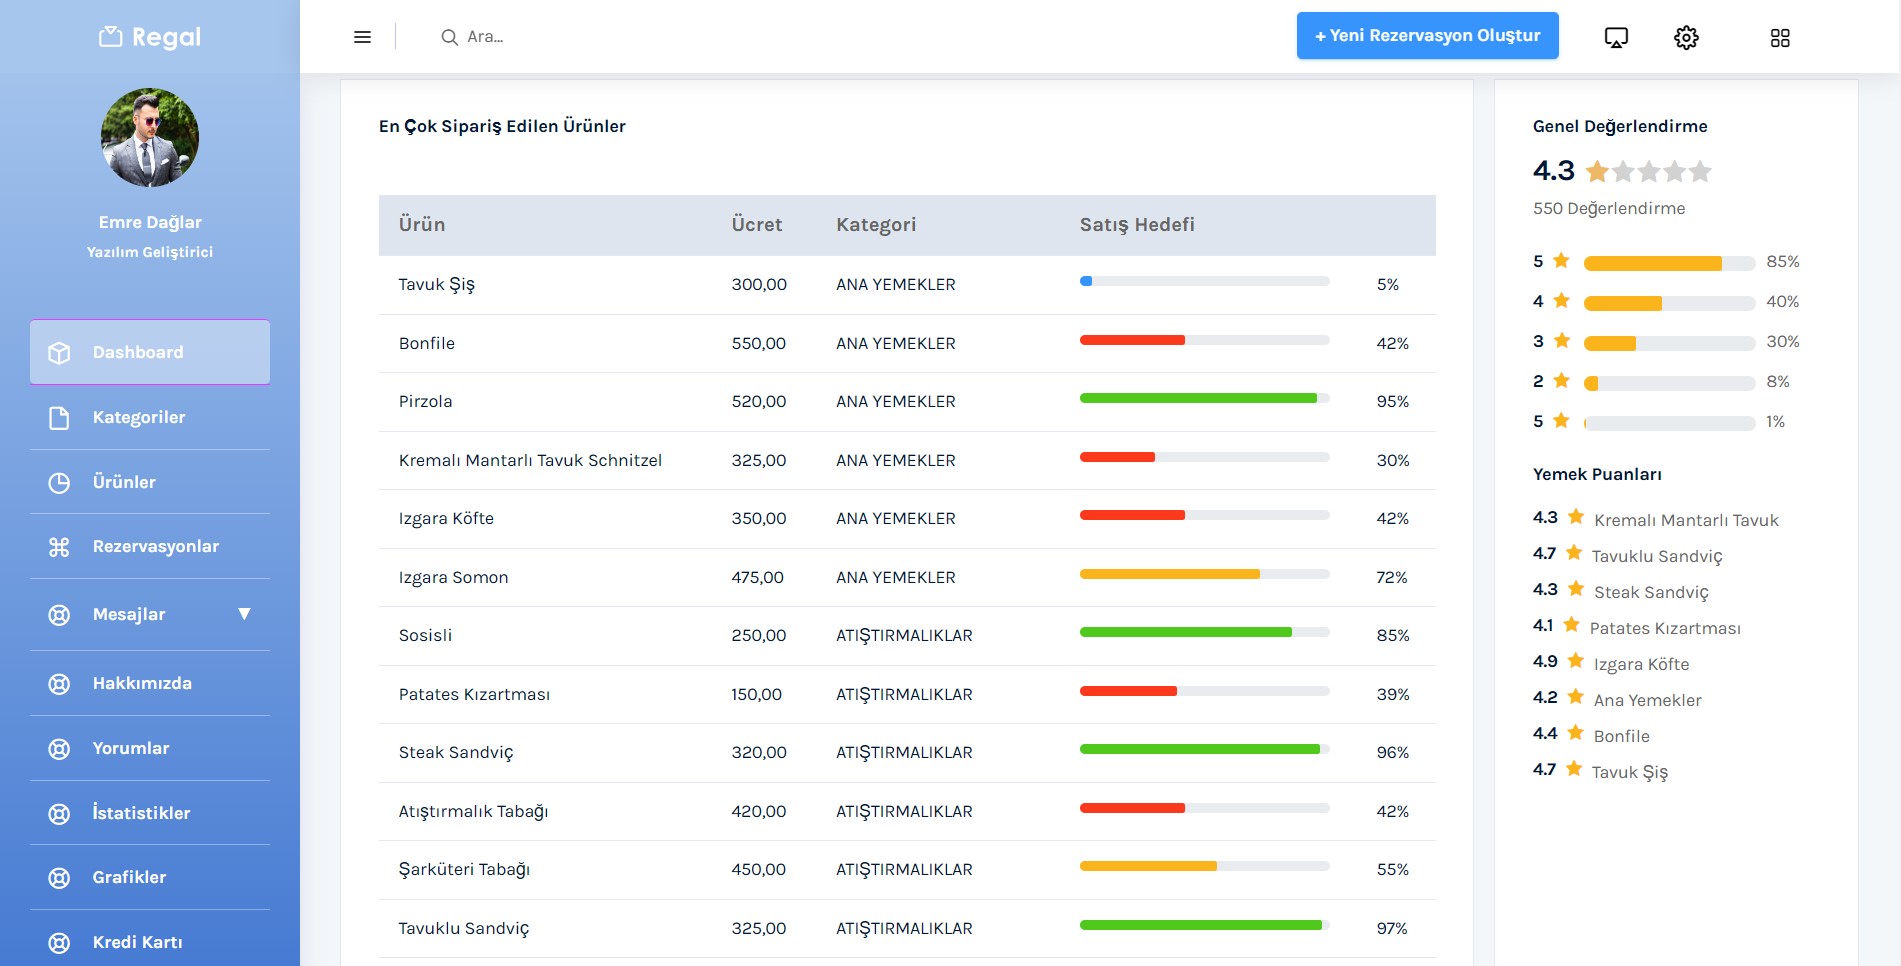 Regal
Ara...
+ Yeni Rezervasyon Oluştur
Emre Dağlar
Yazılım Geliştirici
Dashboard
Kategoriler
Ürünler
Rezervasyonlar
Mesajlar
Hakkımızda
Yorumlar
İstatistikler
Grafikler
Kredi Kartı
En Çok Sipariş Edilen Ürünler
Ürün Ücret Kategori Satış Hedefi
Tavuk Şiş 300,00 ANA YEMEKLER 5%
Bonfile 550,00 ANA YEMEKLER 42%
Pirzola 520,00 ANA YEMEKLER 95%
Kremalı Mantarlı Tavuk Schnitzel 325,00 ANA YEMEKLER 30%
Izgara Köfte 350,00 ANA YEMEKLER 42%
Izgara Somon 475,00 ANA YEMEKLER 72%
Sosisli 250,00 ATIŞTIRMALIKLAR 85%
Patates Kızartması 150,00 ATIŞTIRMALIKLAR 39%
Steak Sandviç 320,00 ATIŞTIRMALIKLAR 96%
Atıştırmalık Tabağı 420,00 ATIŞTIRMALIKLAR 42%
Şarküteri Tabağı 450,00 ATIŞTIRMALIKLAR 55%
Tavuklu Sandviç 325,00 ATIŞTIRMALIKLAR 97%
Genel Değerlendirme
4.3
550 Değerlendirme
5 85%
4 40%
3 30%
2 8%
5 1%
Yemek Puanları
4.3 Kremalı Mantarlı Tavuk
4.7 Tavuklu Sandviç
4.3 Steak Sandviç
4.1 Patates Kızartması
4.9 Izgara Köfte
4.2 Ana Yemekler
4.4 Bonfile
4.7 Tavuk Şiş